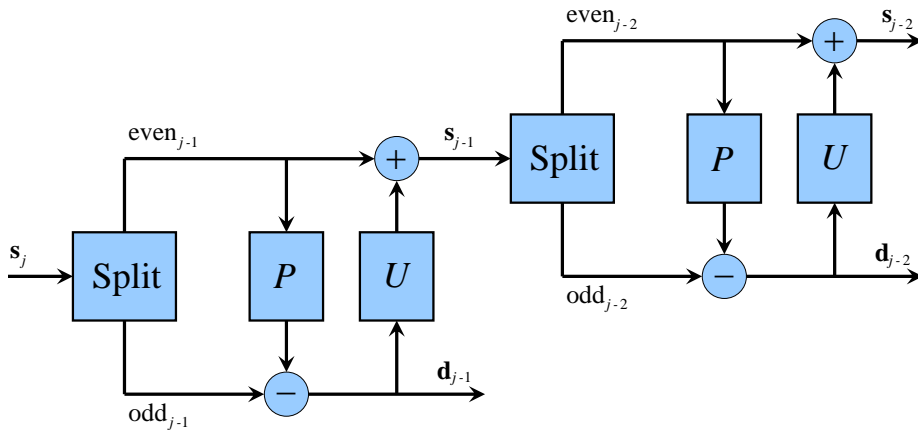 even_{j-2}
s_{j-2}
+
even_{j-1}
s_{j-1}
Split
P
U
+
s_j
Split
P
U
−
d_{j-2}
odd_{j-2}
d_{j-1}
−
odd_{j-1}